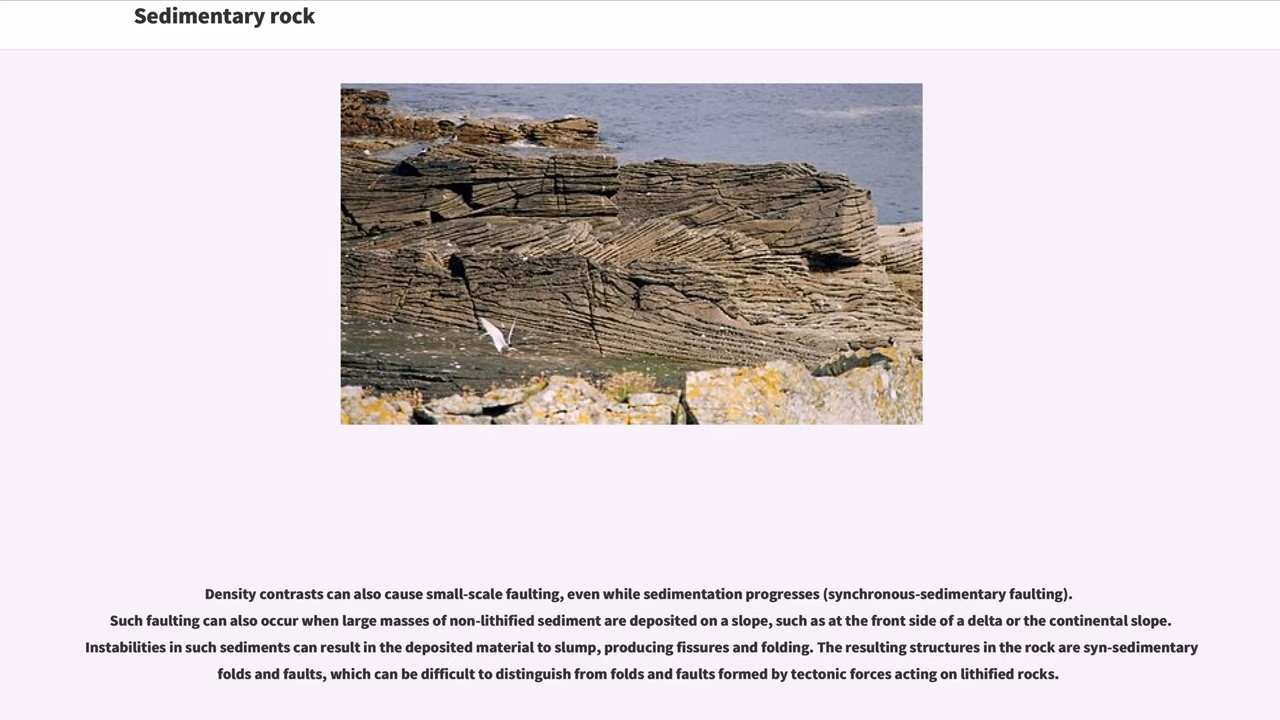 Sedimentary rock
Density contrasts can also cause small-scale faulting, even while sedimentation progresses (synchronous-sedimentary faulting).
Such faulting can also occur when large masses of non-lithified sediment are deposited on a slope, such as at the front side of a delta or the continental slope.
Instabilities in such sediments can result in the deposited material to slump, producing fissures and folding. The resulting structures in the rock are syn-sedimentary
folds and faults, which can be difficult to distinguish from folds and faults formed by tectonic forces acting on lithified rocks.